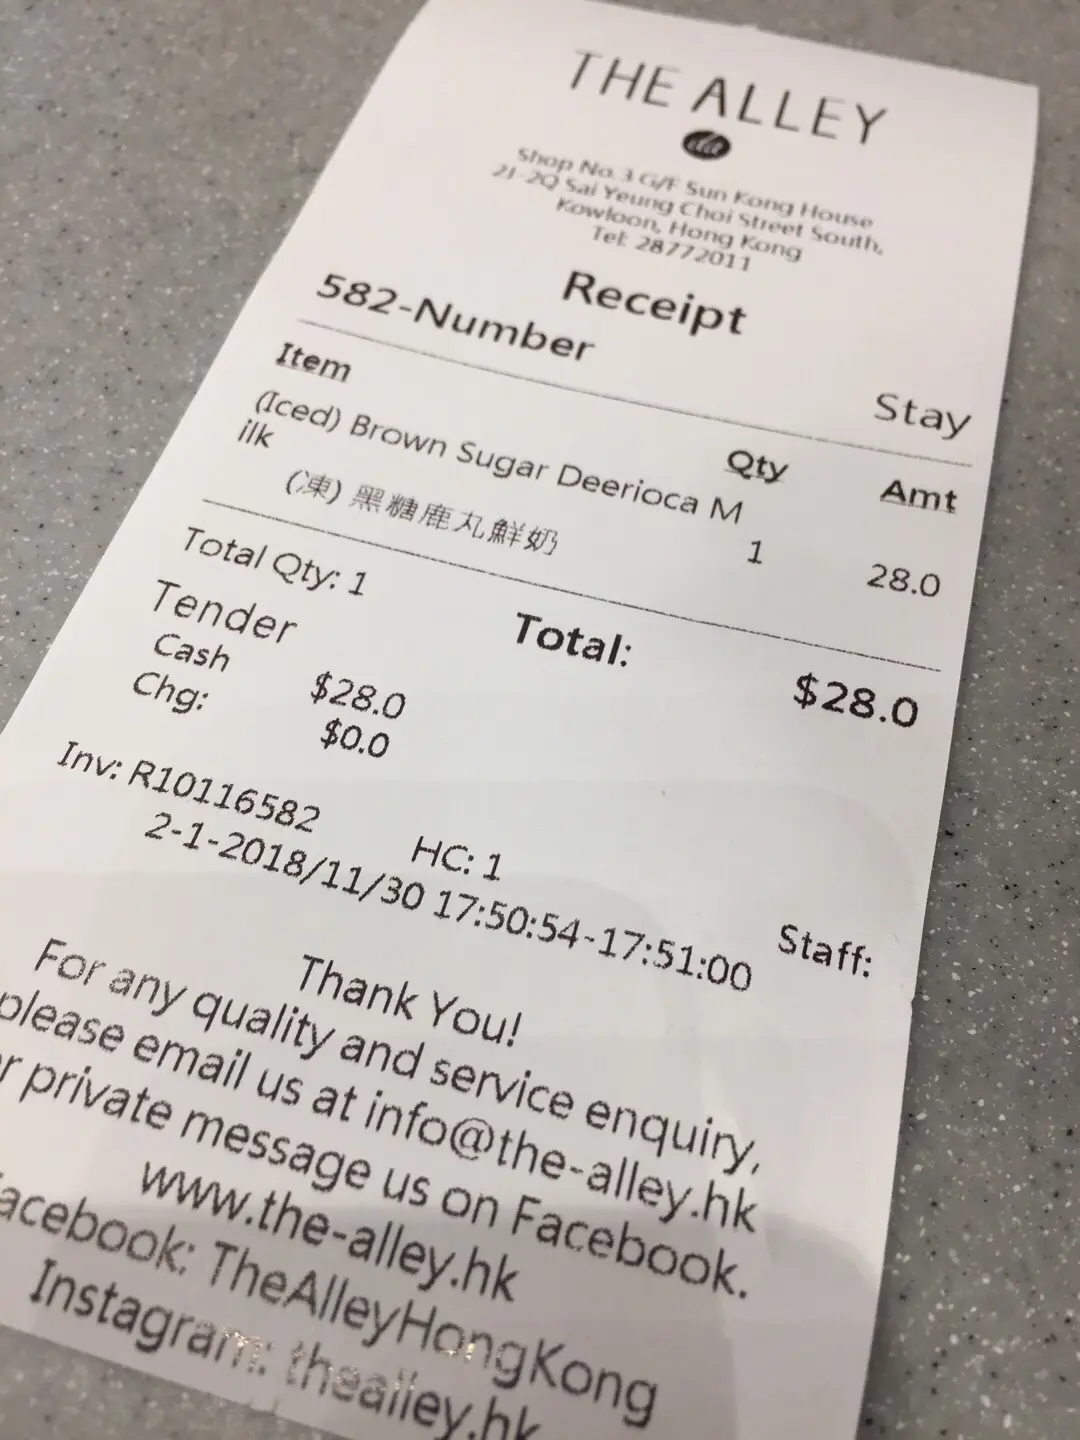 THE ALLEY
Shop No. 3 G/F Sun Kong House
2J-2Q Sai Yeung Choi Street South,
Kowloon, Hong Kong
Tel: 28772011
Receipt
582-Number
Stay
Item Qty Amt
(Iced) Brown Sugar Deerioca M
ilk
(凍) 黑糖鹿丸鮮奶 1 28.0
Total Qty: 1 Total: $28.0
Tender
Cash $28.0
Chg: $0.0
Inv: R10116582 HC: 1 Staff:
2-1-2018/11/30 17:50:54-17:51:00
Thank You!
For any quality and service enquiry,
please email us at info@the-alley.hk
r private message us on Facebook.
www.the-alley.hk
acebook: TheAlleyHongKong
Instagram: thealley.hk